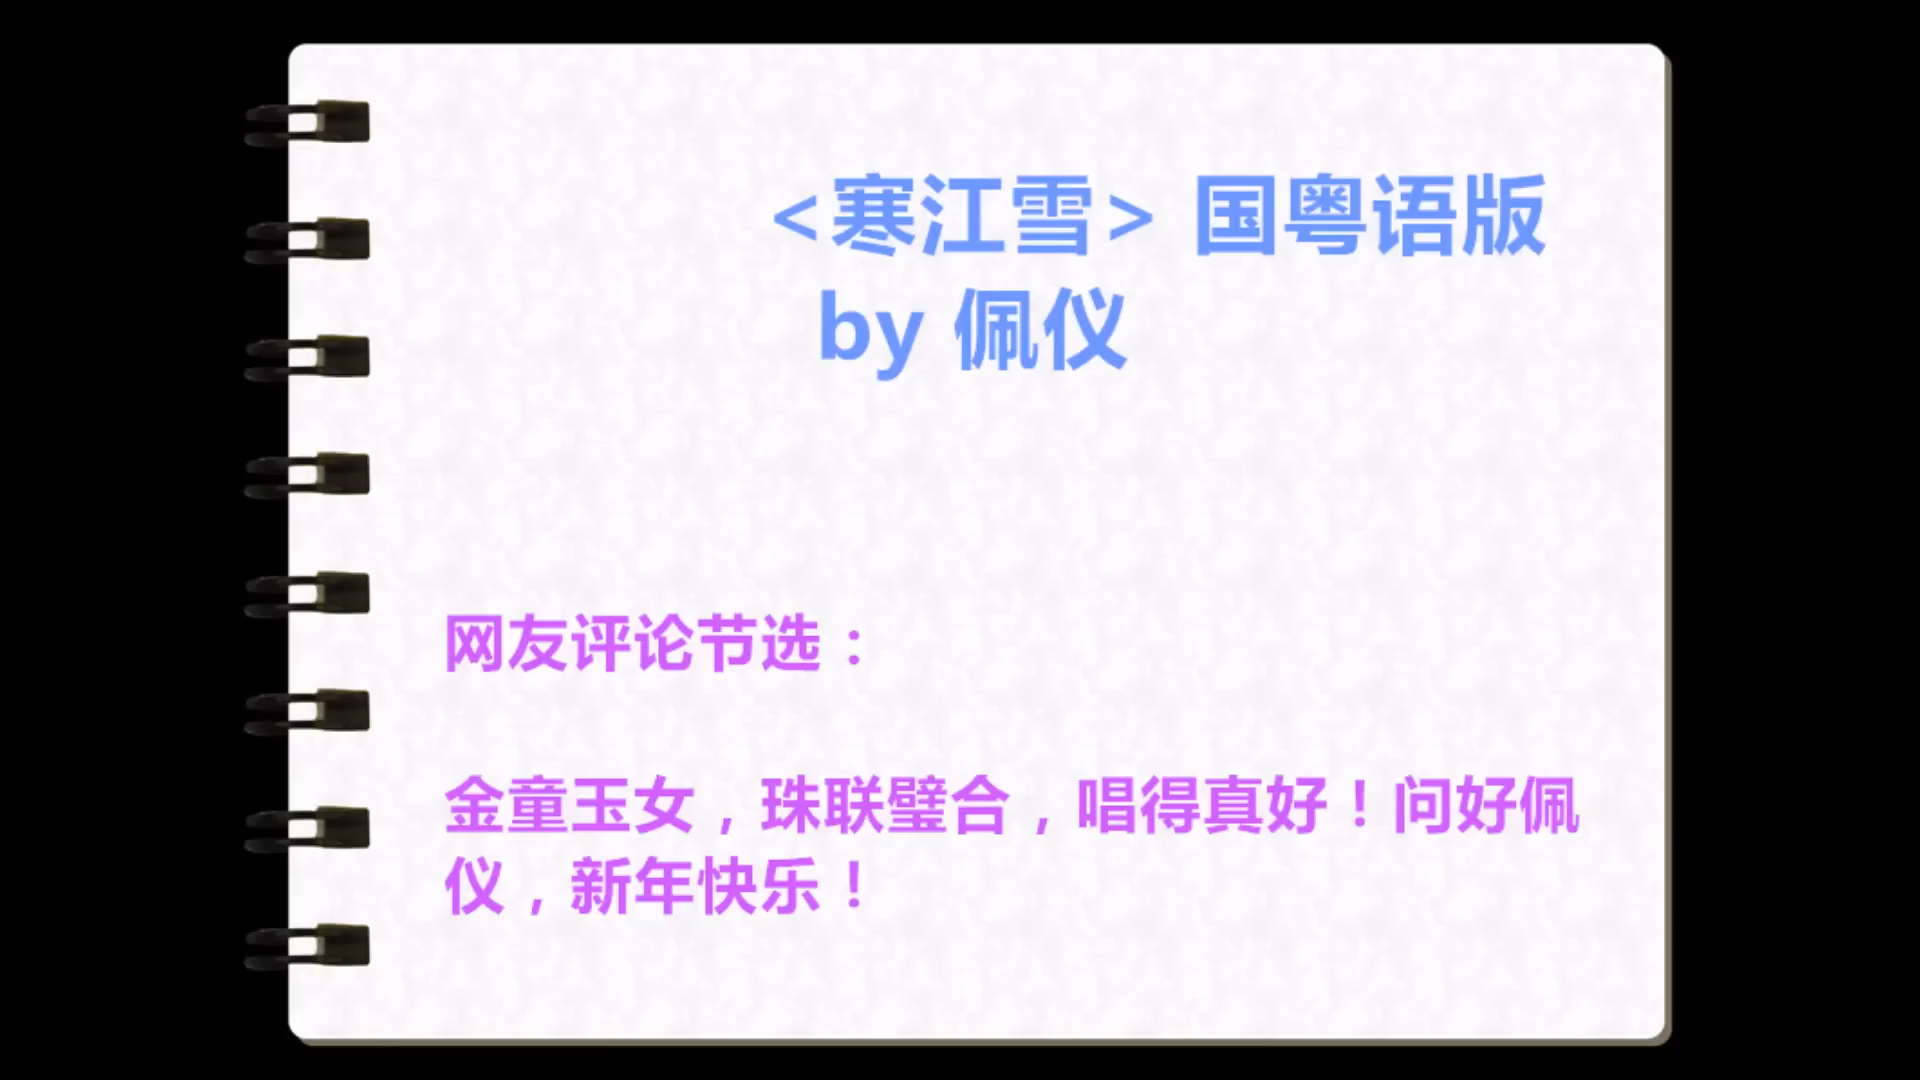 <寒江雪> 国粤语版
by 佩仪
网友评论节选：
金童玉女，珠联璧合，唱得真好！问好佩
仪，新年快乐！